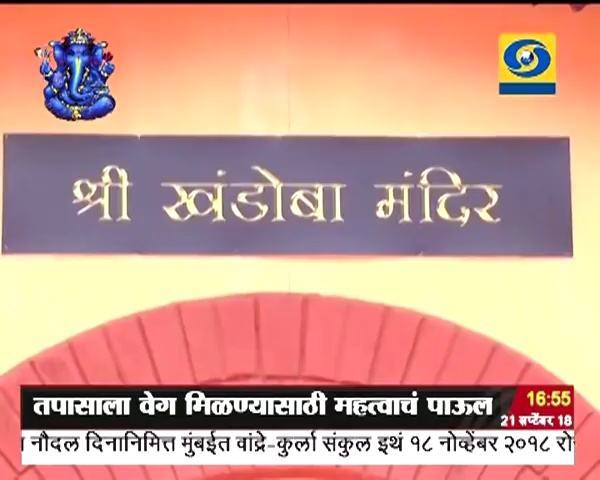 श्री खंडोबा मंदिर
तपासाला वेग मिळण्यासाठी महत्वाचं पाऊल
16:55
21 सप्टेंबर 18
नौदल दिनानिमित्त मुंबईत वांद्रे-कुर्ला संकुल इथं १८ नोव्हेंबर २०१८